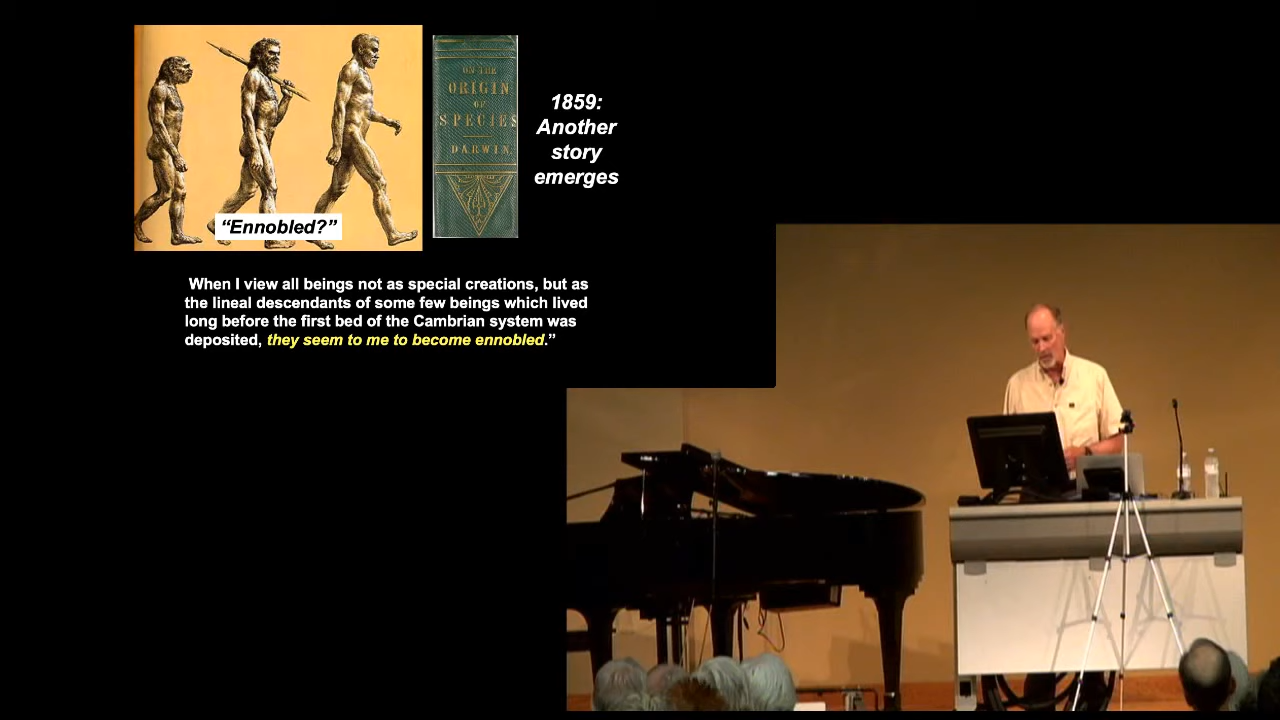 “Ennobled?”
ON THE
ORIGIN
OF
SPECIES
DARWIN
1859:
Another
story
emerges
When I view all beings not as special creations, but as
the lineal descendants of some few beings which lived
long before the first bed of the Cambrian system was
deposited, they seem to me to become ennobled.”